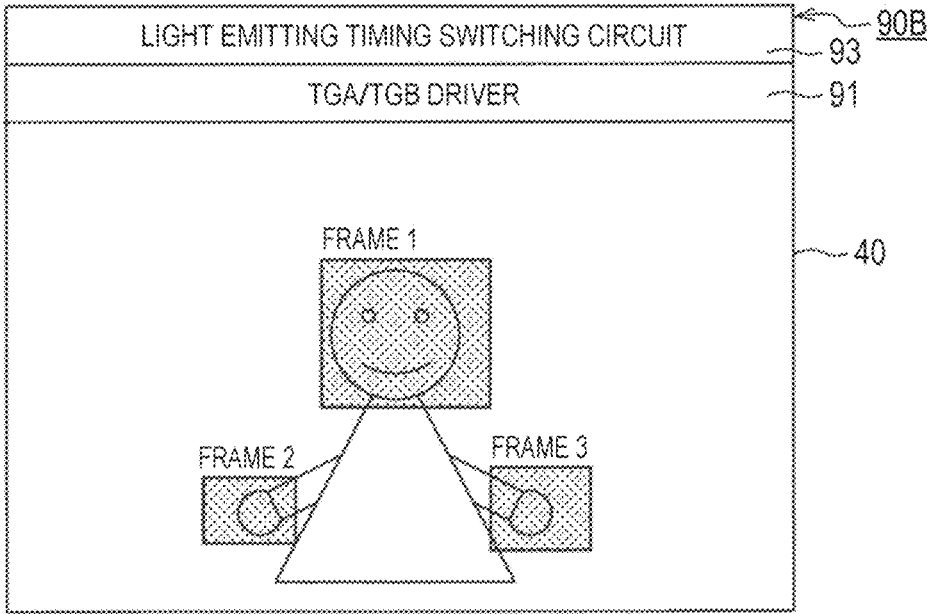 90B
LIGHT EMITTING TIMING SWITCHING CIRCUIT
93
TGA/TGB DRIVER
91
FRAME 1
40
FRAME 2
FRAME 3